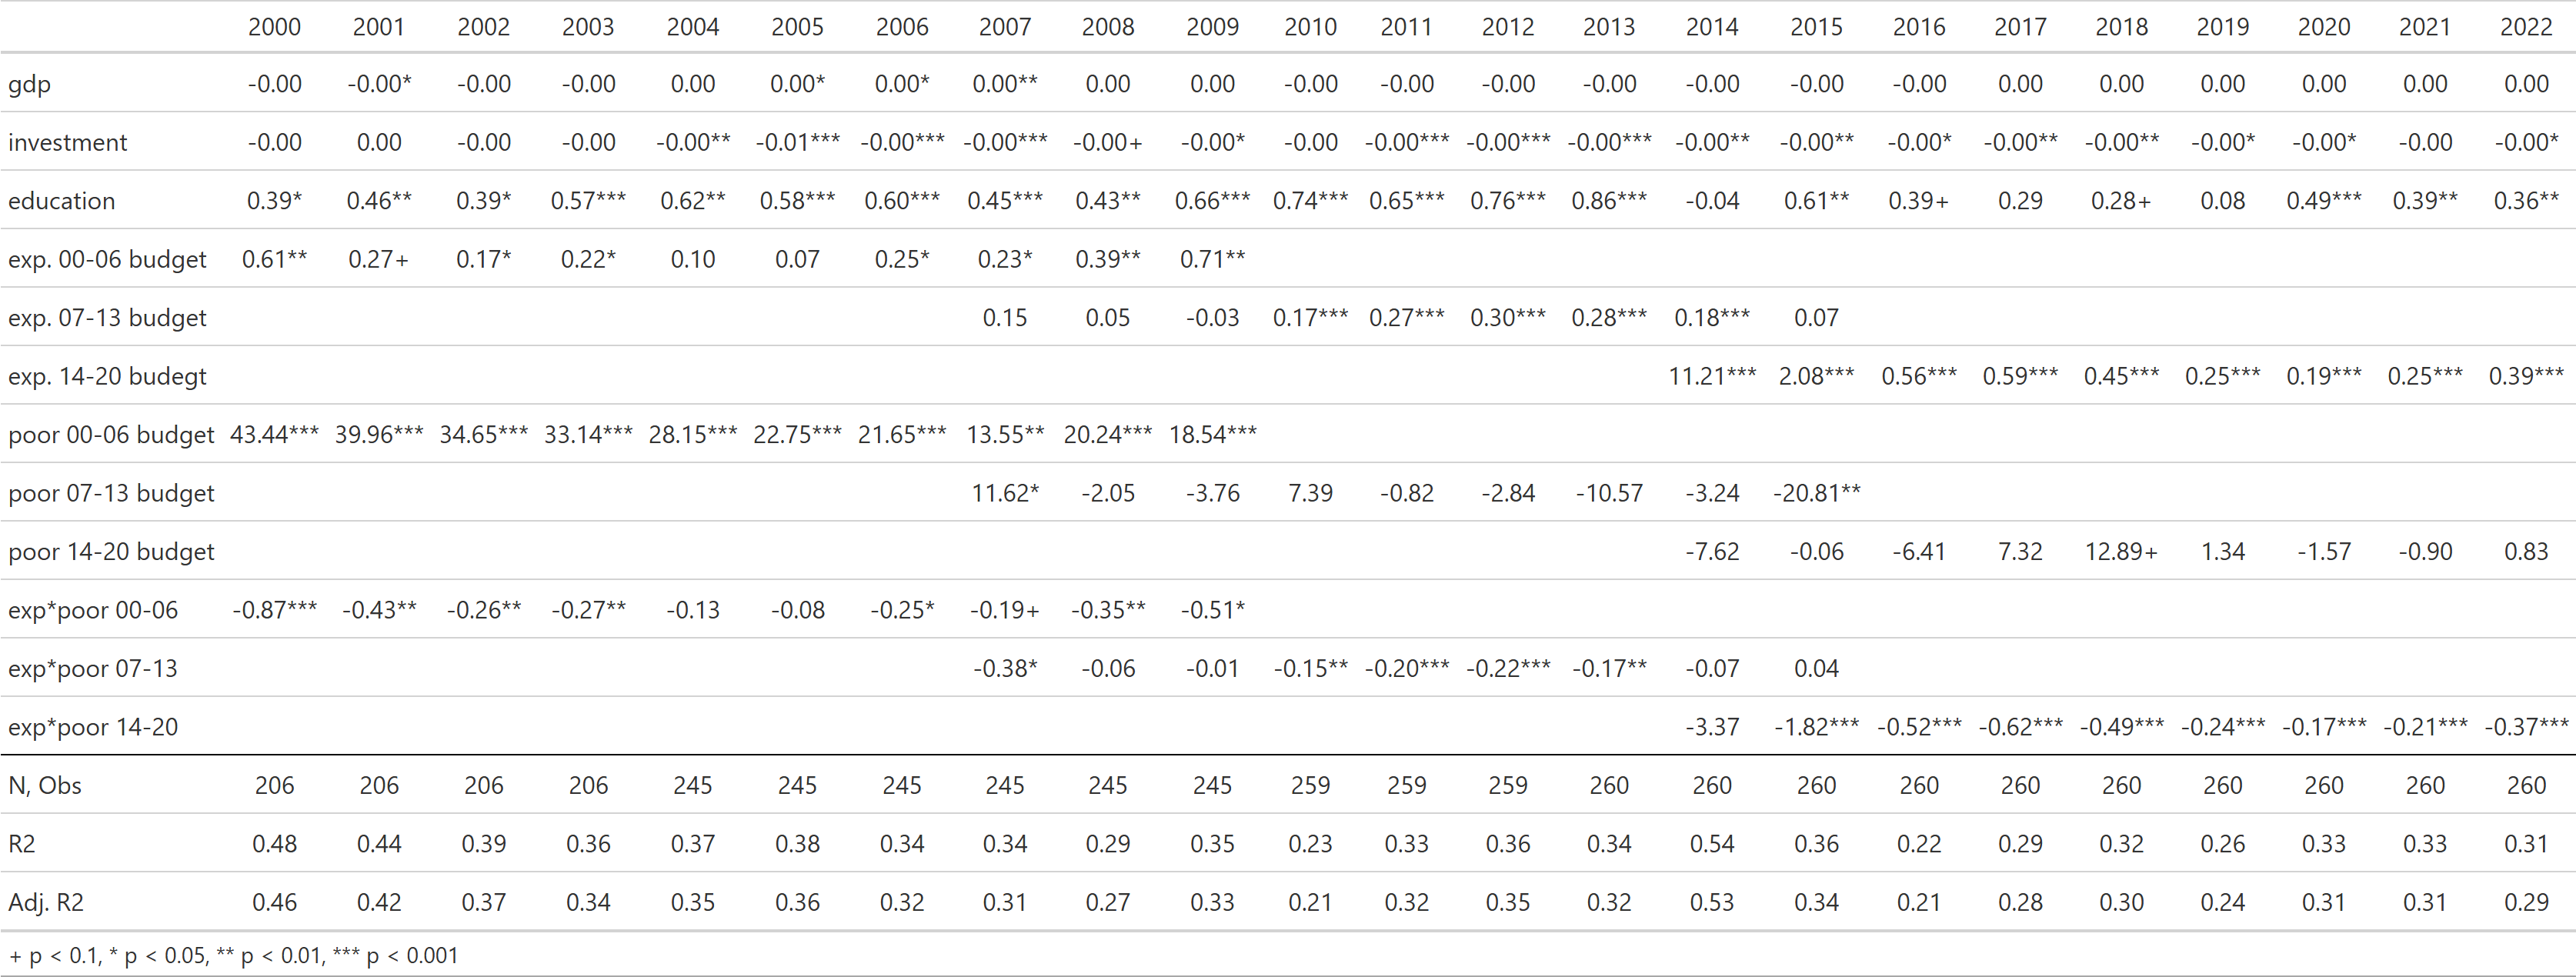 2000 2001 2002 2003 2004 2005 2006 2007 2008 2009 2010 2011 2012 2013 2014 2015 2016 2017 2018 2019 2020 2021 2022
gdp -0.00 -0.00* -0.00 -0.00 0.00 0.00* 0.00* 0.00** 0.00 0.00 -0.00 -0.00 -0.00 -0.00 -0.00 -0.00 -0.00 0.00 0.00 0.00 0.00 0.00 0.00
investment -0.00 0.00 -0.00 -0.00 -0.00** -0.01*** -0.00*** -0.00*** -0.00+ -0.00* -0.00 -0.00*** -0.00*** -0.00*** -0.00** -0.00** -0.00* -0.00** -0.00** -0.00* -0.00* -0.00 -0.00*
education 0.39* 0.46** 0.39* 0.57*** 0.62** 0.58*** 0.60*** 0.45*** 0.43** 0.66*** 0.74*** 0.65*** 0.76*** 0.86*** -0.04 0.61** 0.39+ 0.29 0.28+ 0.08 0.49*** 0.39** 0.36**
exp. 00-06 budget 0.61** 0.27+ 0.17* 0.22* 0.10 0.07 0.25* 0.23* 0.39** 0.71**
exp. 07-13 budget 0.15 0.05 -0.03 0.17*** 0.27*** 0.30*** 0.28*** 0.18*** 0.07
exp. 14-20 budegt 11.21*** 2.08*** 0.56*** 0.59*** 0.45*** 0.25*** 0.19*** 0.25*** 0.39***
poor 00-06 budget 43.44*** 39.96*** 34.65*** 33.14*** 28.15*** 22.75*** 21.65*** 13.55** 20.24*** 18.54***
poor 07-13 budget 11.62* -2.05 -3.76 7.39 -0.82 -2.84 -10.57 -3.24 -20.81**
poor 14-20 budget -7.62 -0.06 -6.41 7.32 12.89+ 1.34 -1.57 -0.90 0.83
exp*poor 00-06 -0.87*** -0.43** -0.26** -0.27** -0.13 -0.08 -0.25* -0.19+ -0.35** -0.51*
exp*poor 07-13 -0.38* -0.06 -0.01 -0.15** -0.20*** -0.22*** -0.17** -0.07 0.04
exp*poor 14-20 -3.37 -1.82*** -0.52*** -0.62*** -0.49*** -0.24*** -0.17*** -0.21*** -0.37***
N, Obs 206 206 206 206 245 245 245 245 245 245 259 259 259 260 260 260 260 260 260 260 260 260 260
R2 0.48 0.44 0.39 0.36 0.37 0.38 0.34 0.34 0.29 0.35 0.23 0.33 0.36 0.34 0.54 0.36 0.22 0.29 0.32 0.26 0.33 0.33 0.31
Adj. R2 0.46 0.42 0.37 0.34 0.35 0.36 0.32 0.31 0.27 0.33 0.21 0.32 0.35 0.32 0.53 0.34 0.21 0.28 0.30 0.24 0.31 0.31 0.29
+ p < 0.1, * p < 0.05, ** p < 0.01, *** p < 0.001